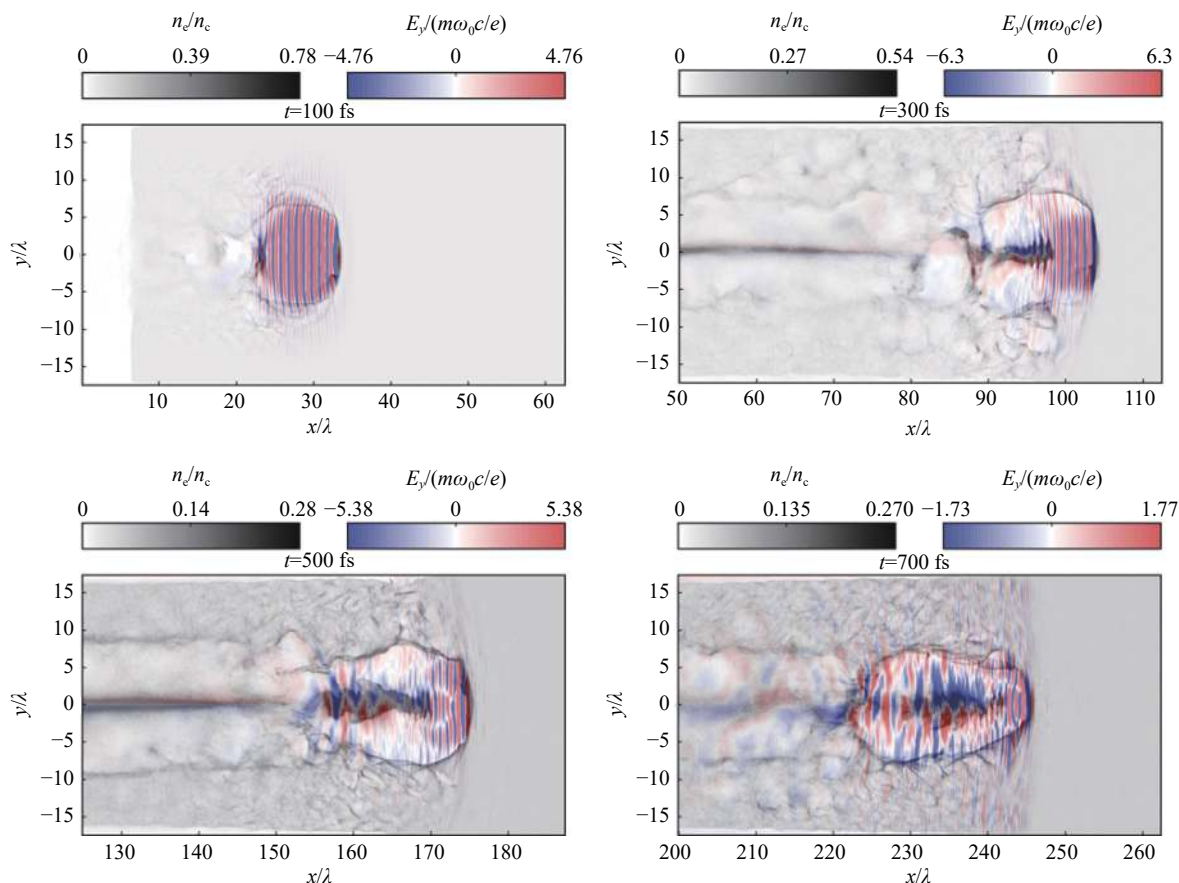 n_e/n_c E_y/(mω_0c/e)
0 0.39 0.78 −4.76 0 4.76
t=100 fs
15
10
5
0
−5
−10
−15
y/λ
10 20 30 40 50 60
x/λ
n_e/n_c E_y/(mω_0c/e)
0 0.27 0.54 −6.3 0 6.3
t=300 fs
15
10
5
0
−5
−10
−15
y/λ
50 60 70 80 90 100 110
x/λ
n_e/n_c E_y/(mω_0c/e)
0 0.14 0.28 −5.38 0 5.38
t=500 fs
15
10
5
0
−5
−10
−15
y/λ
130 140 150 160 170 180
x/λ
n_e/n_c E_y/(mω_0c/e)
0 0.135 0.270 −1.73 0 1.77
t=700 fs
15
10
5
0
−5
−10
−15
y/λ
200 210 220 230 240 250 260
x/λ